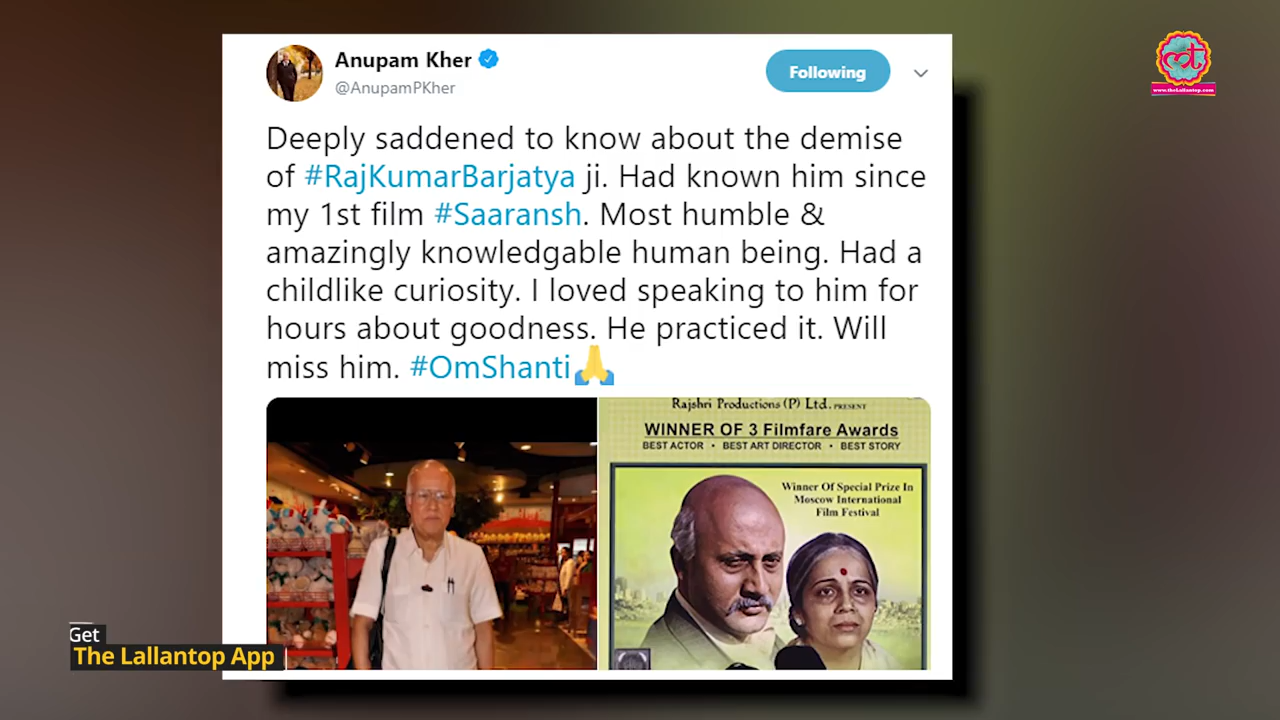 Anupam Kher
@AnupamPKher
Following
Deeply saddened to know about the demise
of #RajKumarBarjatya ji. Had known him since
my 1st film #Saaransh. Most humble &
amazingly knowledgable human being. Had a
childlike curiosity. I loved speaking to him for
hours about goodness. He practiced it. Will
miss him. #OmShanti🙏
Rajshri Productions (P) Ltd. PRESENT
WINNER OF 3 Filmfare Awards
BEST ACTOR • BEST ART DIRECTOR • BEST STORY
Winner Of Special Prize In
Moscow International
Film Festival
www.theLallantop.com
Get
The Lallantop App